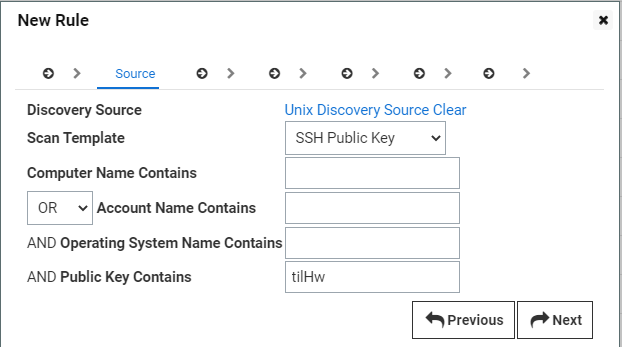 New Rule
Source
Discovery Source Unix Discovery Source Clear
Scan Template SSH Public Key
Computer Name Contains
OR Account Name Contains
AND Operating System Name Contains
AND Public Key Contains tilHw
Previous Next